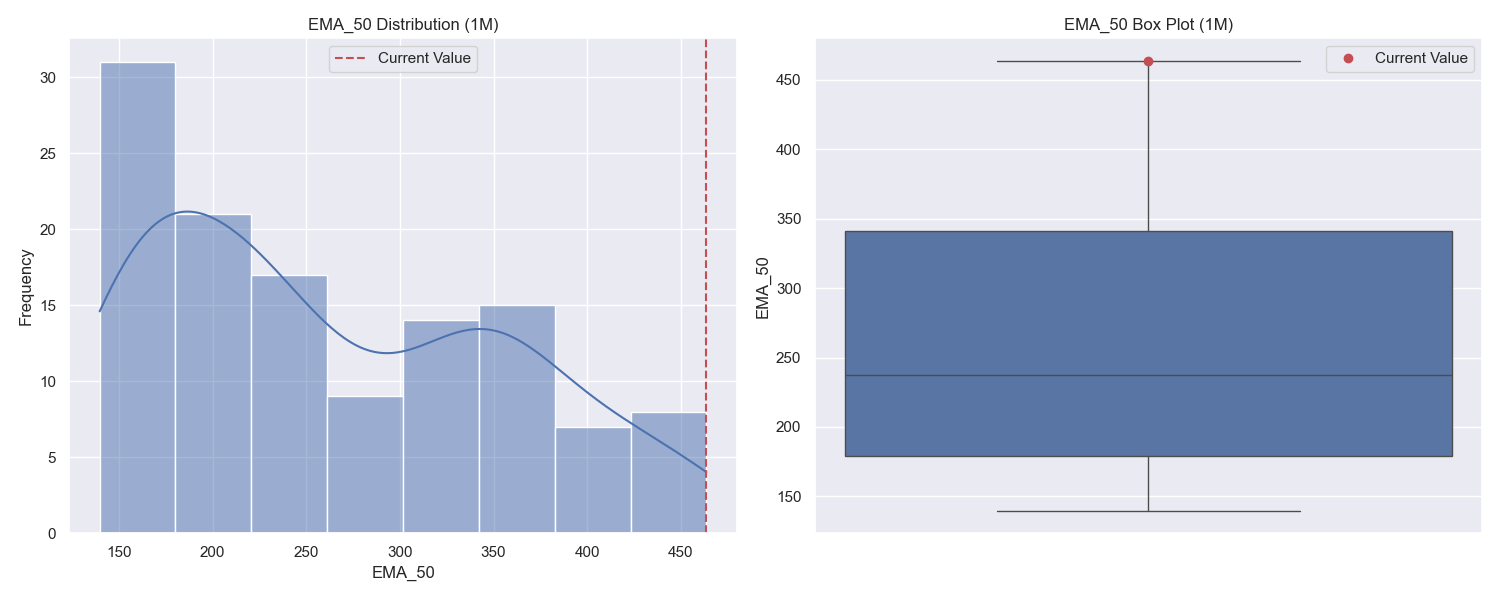 EMA_50 Distribution (1M)
Current Value
Frequency
30
25
20
15
10
5
0
150 200 250 300 350 400 450
EMA_50
EMA_50 Box Plot (1M)
Current Value
EMA_50
450
400
350
300
250
200
150